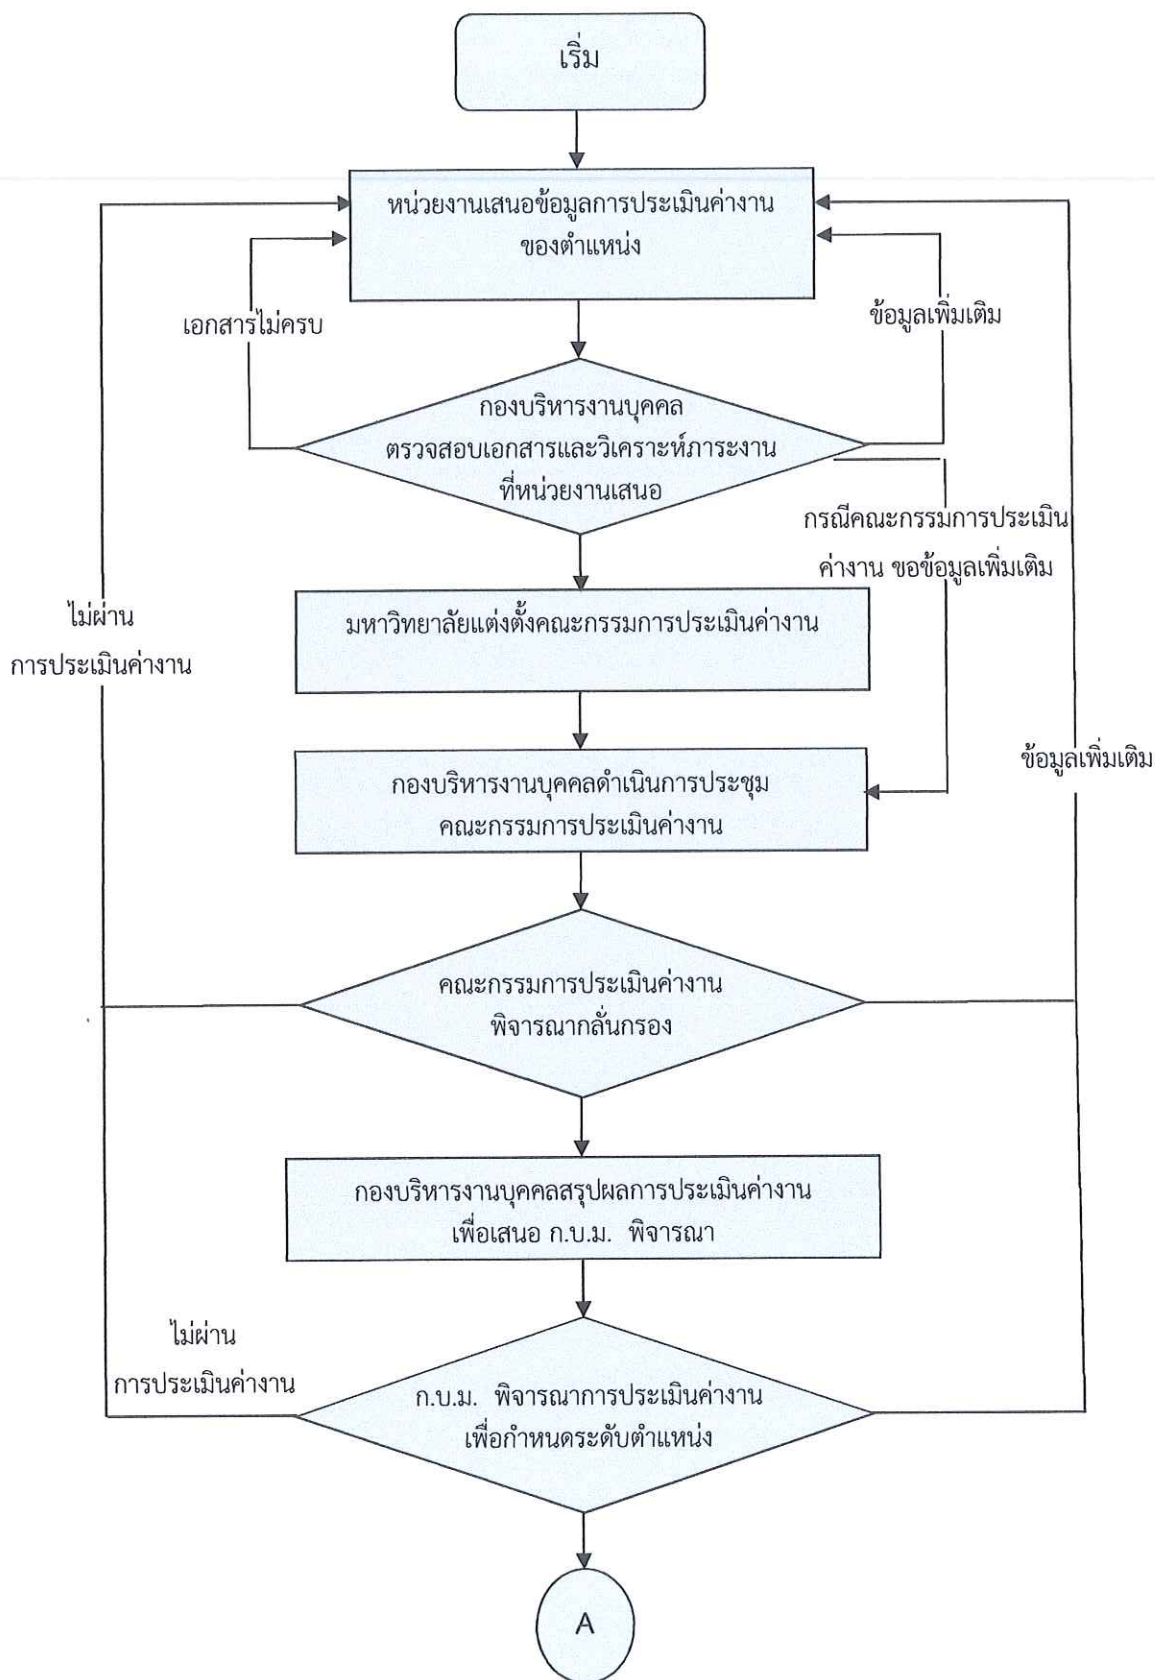 เริ่ม
หน่วยงานเสนอข้อมูลการประเมินค่างาน
ของตำแหน่ง
เอกสารไม่ครบ
ข้อมูลเพิ่มเติม
กองบริหารงานบุคคล
ตรวจสอบเอกสารและวิเคราะห์ภาระงาน
ที่หน่วยงานเสนอ
กรณีคณะกรรมการประเมิน
ค่างาน ขอข้อมูลเพิ่มเติม
ไม่ผ่าน
การประเมินค่างาน
มหาวิทยาลัยแต่งตั้งคณะกรรมการประเมินค่างาน
ข้อมูลเพิ่มเติม
กองบริหารงานบุคคลดำเนินการประชุม
คณะกรรมการประเมินค่างาน
คณะกรรมการประเมินค่างาน
พิจารณากลั่นกรอง
กองบริหารงานบุคคลสรุปผลการประเมินค่างาน
เพื่อเสนอ ก.บ.ม. พิจารณา
ไม่ผ่าน
การประเมินค่างาน
ก.บ.ม. พิจารณาการประเมินค่างาน
เพื่อกำหนดระดับตำแหน่ง
A